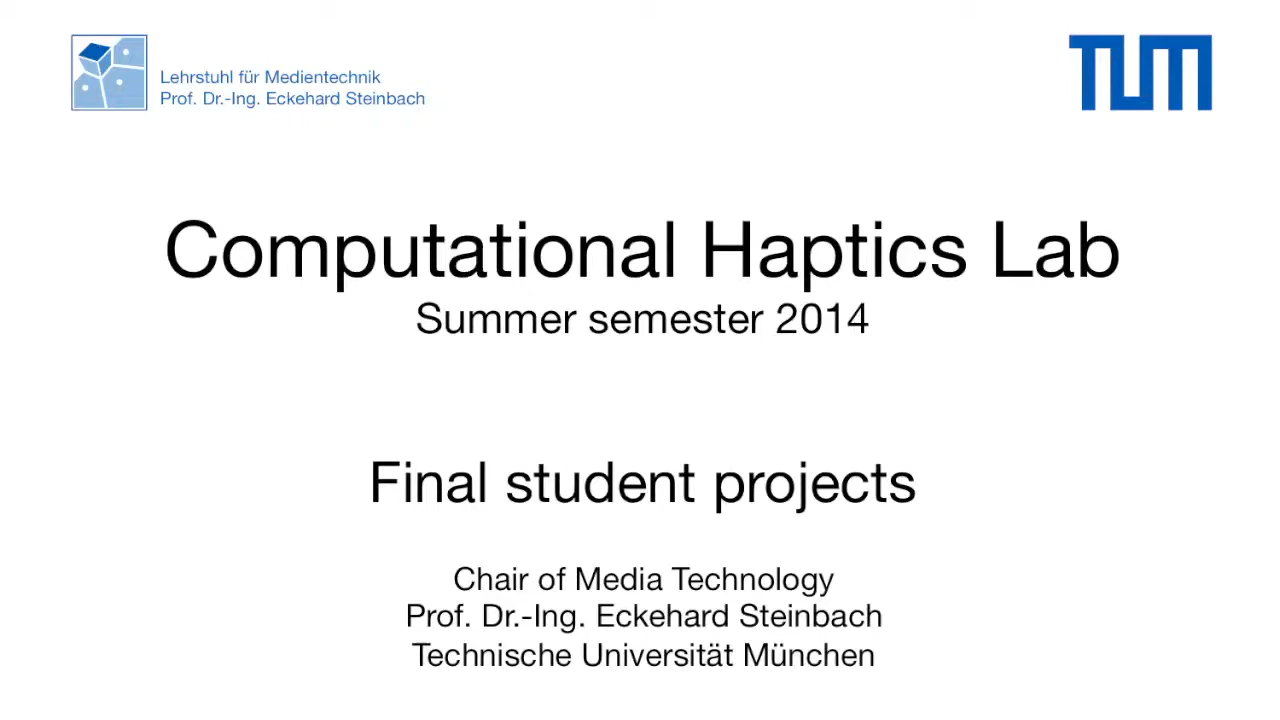 Lehrstuhl für Medientechnik
Prof. Dr.-Ing. Eckehard Steinbach
TUM
Computational Haptics Lab
Summer semester 2014
Final student projects
Chair of Media Technology
Prof. Dr.-Ing. Eckehard Steinbach
Technische Universität München